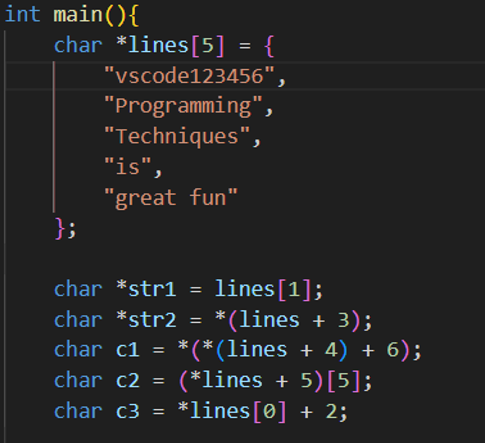 int main(){
    char *lines[5] = {
        "vscode123456",
        "Programming",
        "Techniques",
        "is",
        "great fun"
    };
    char *str1 = lines[1];
    char *str2 = *(lines + 3);
    char c1 = *(*(lines + 4) + 6);
    char c2 = (*lines + 5)[5];
    char c3 = *lines[0] + 2;